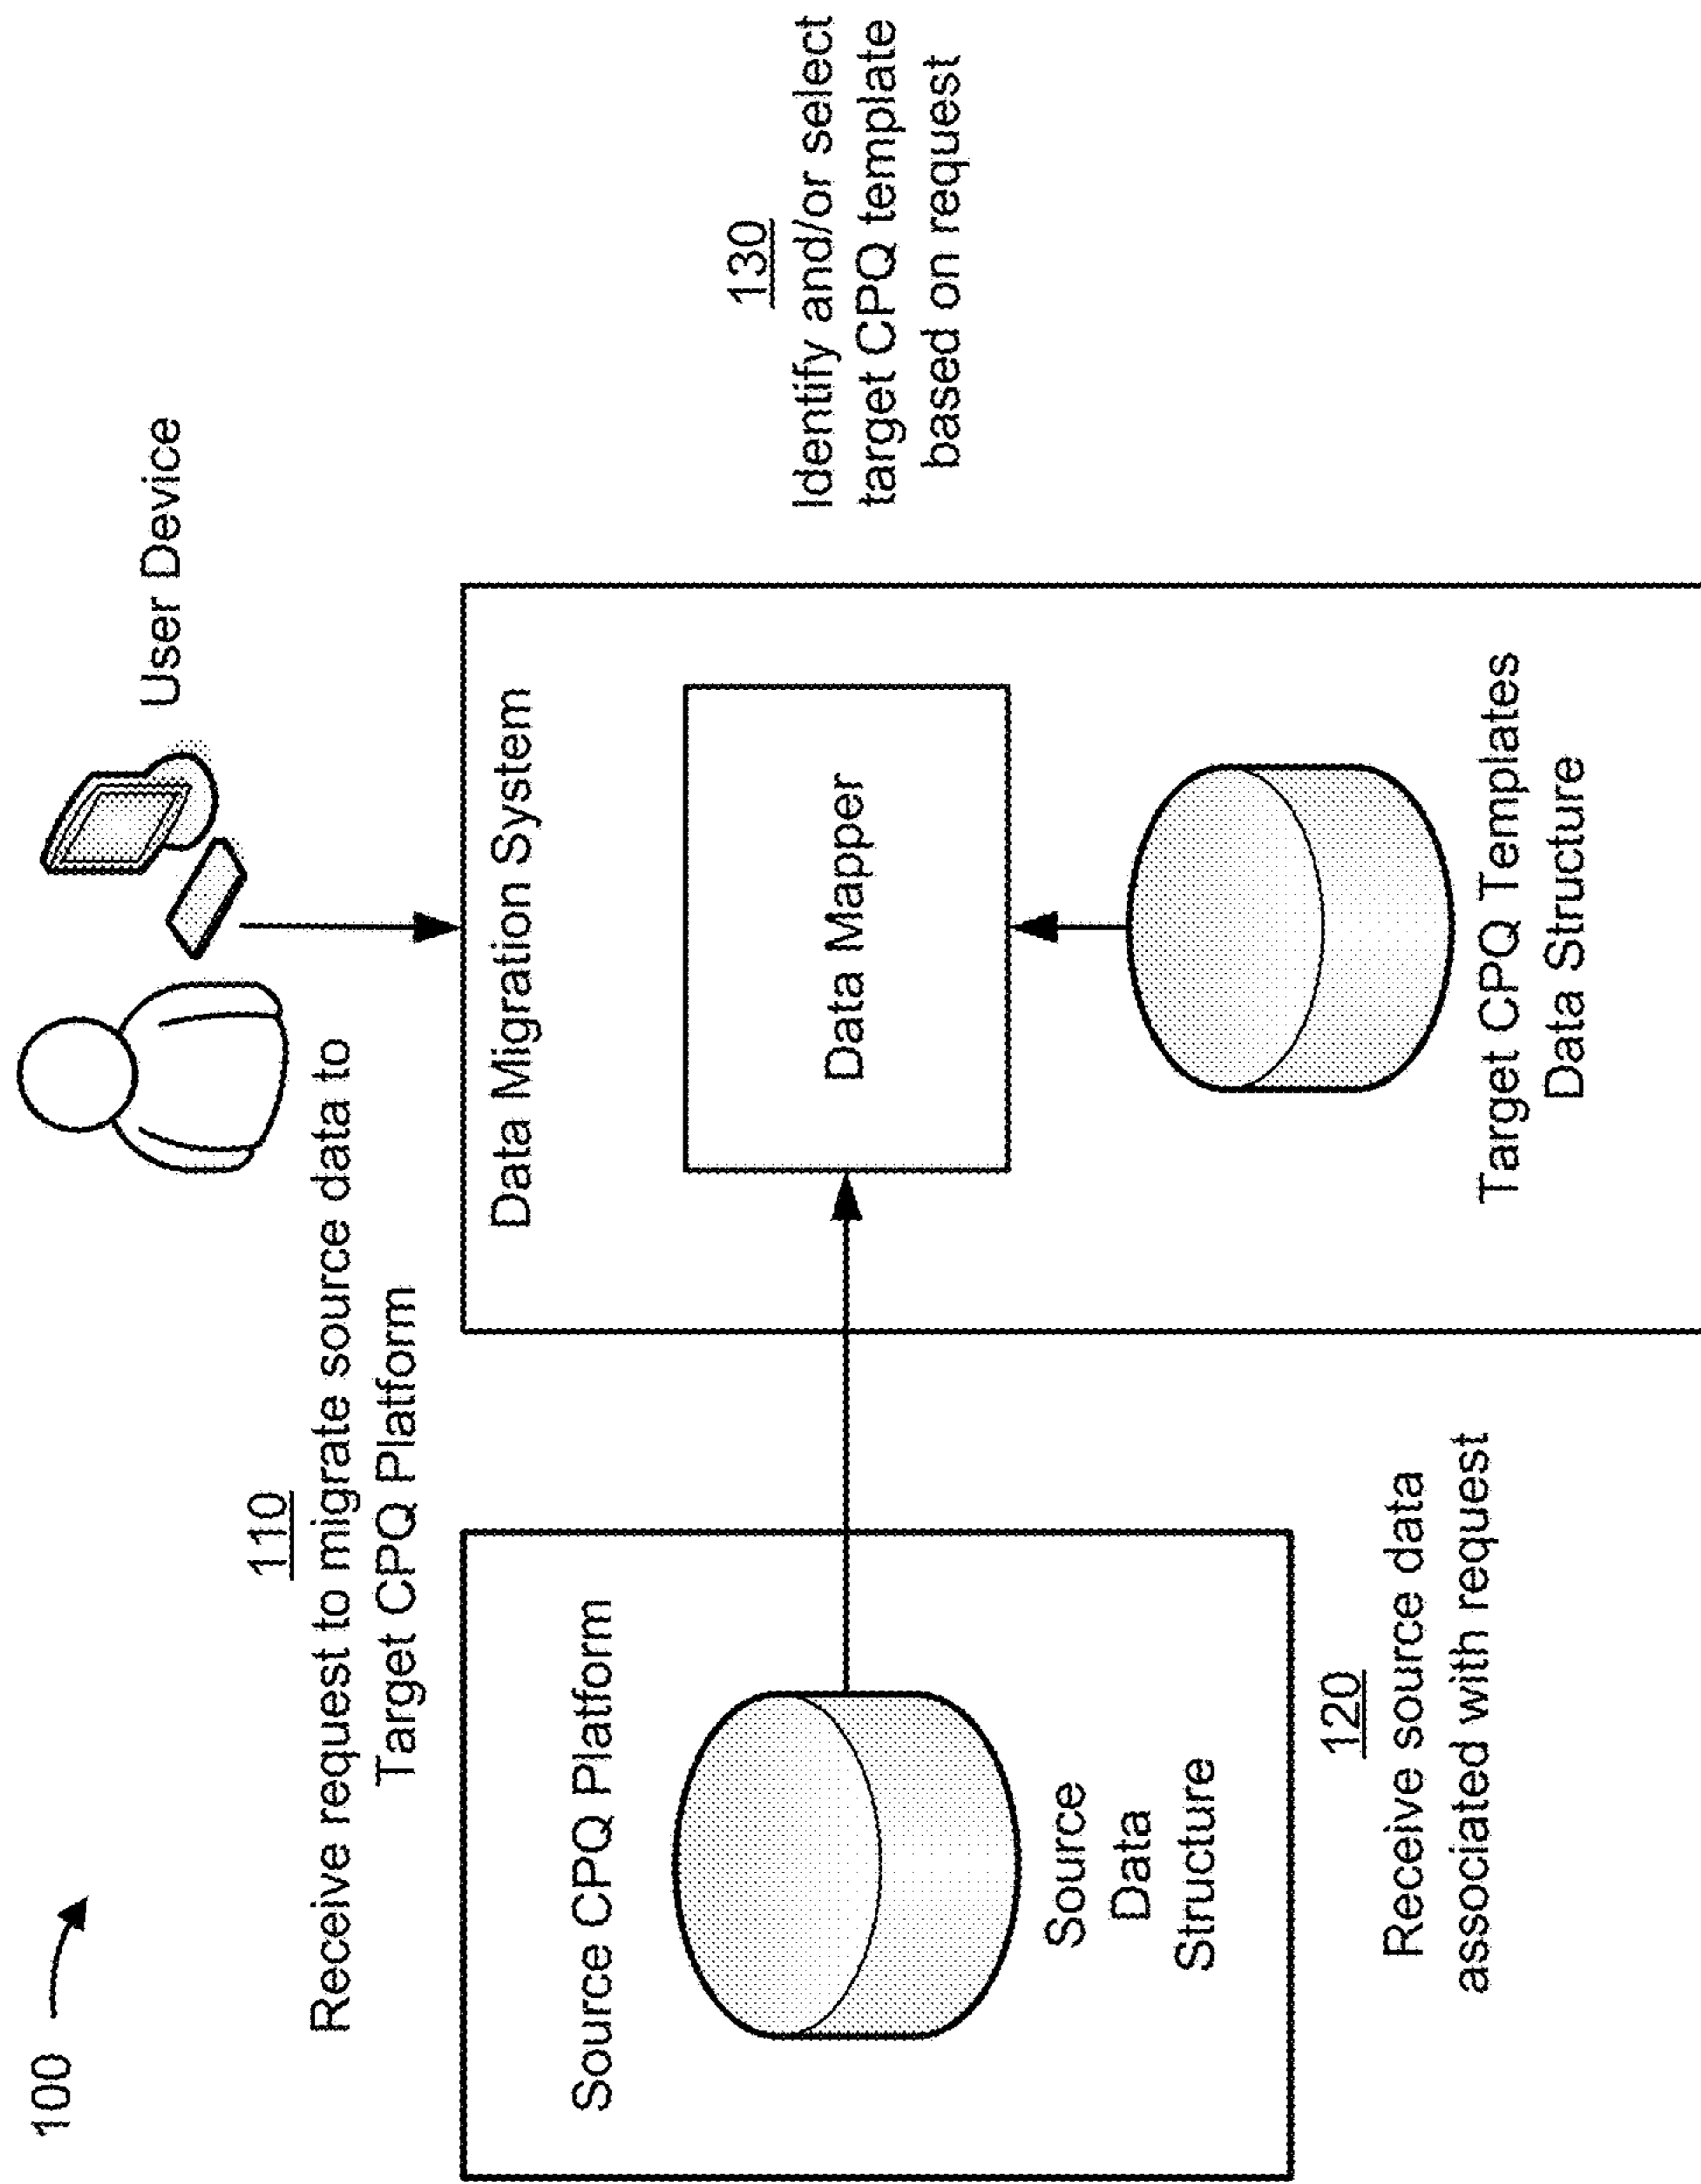 100
110
Receive request to migrate source data to
Target CPQ Platform
User Device
Source CPQ Platform
Source
Data
Structure
120
Receive source data
associated with request
Data Migration System
Data Mapper
Target CPQ Templates
Data Structure
130
Identify and/or select
target CPQ template
based on request